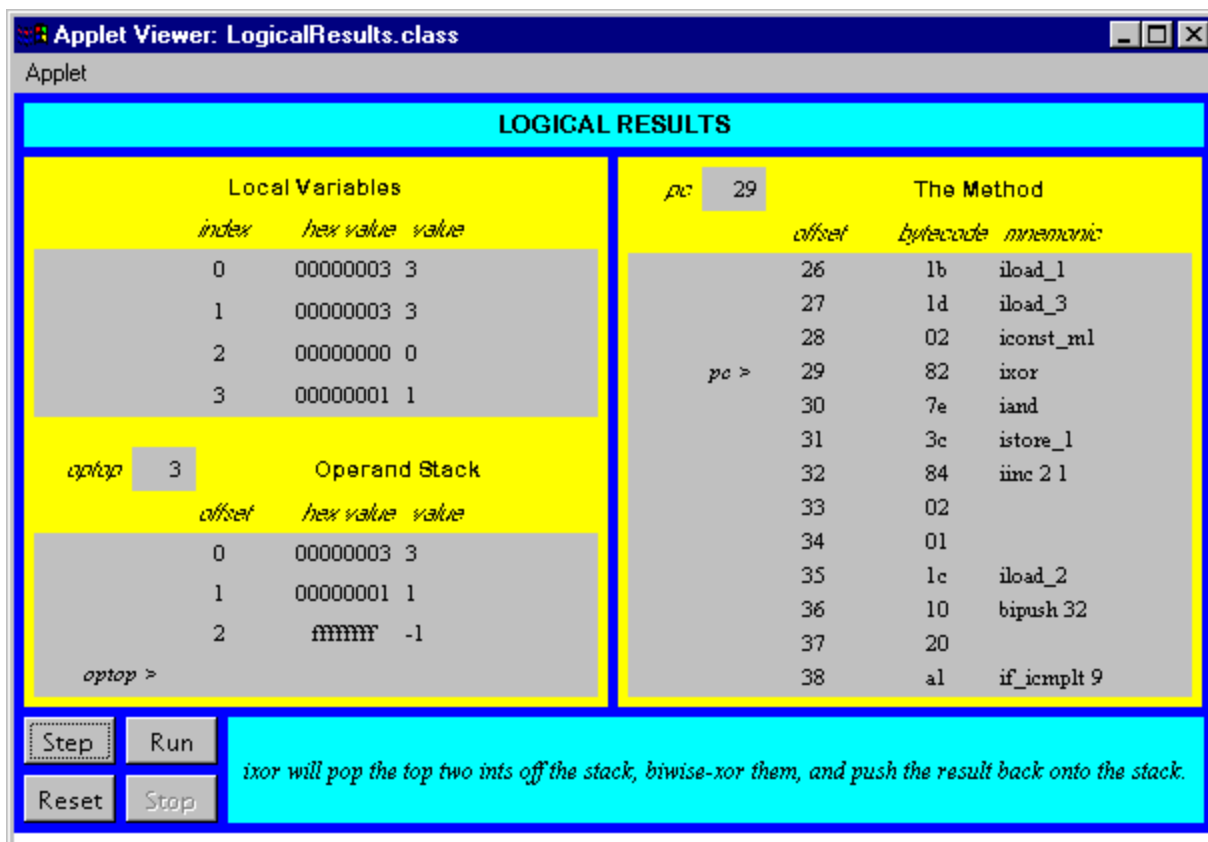 Applet Viewer: LogicalResults.class
Applet
LOGICAL RESULTS
Local Variables
index hex value value
0 00000003 3
1 00000003 3
2 00000000 0
3 00000001 1
optop 3 Operand Stack
offset hex value value
0 00000003 3
1 00000001 1
2 ffffffff -1
optop >
pc 29 The Method
offset bytecode mnemonic
26 1b iload_1
27 1d iload_3
28 02 iconst_m1
pc > 29 82 ixor
30 7e iand
31 3c istore_1
32 84 iinc 2 1
33 02
34 01
35 1c iload_2
36 10 bipush 32
37 20
38 a1 if_icmplt 9
Step Run
Reset Stop
ixor will pop the top two ints off the stack, biwise-xor them, and push the result back onto the stack.